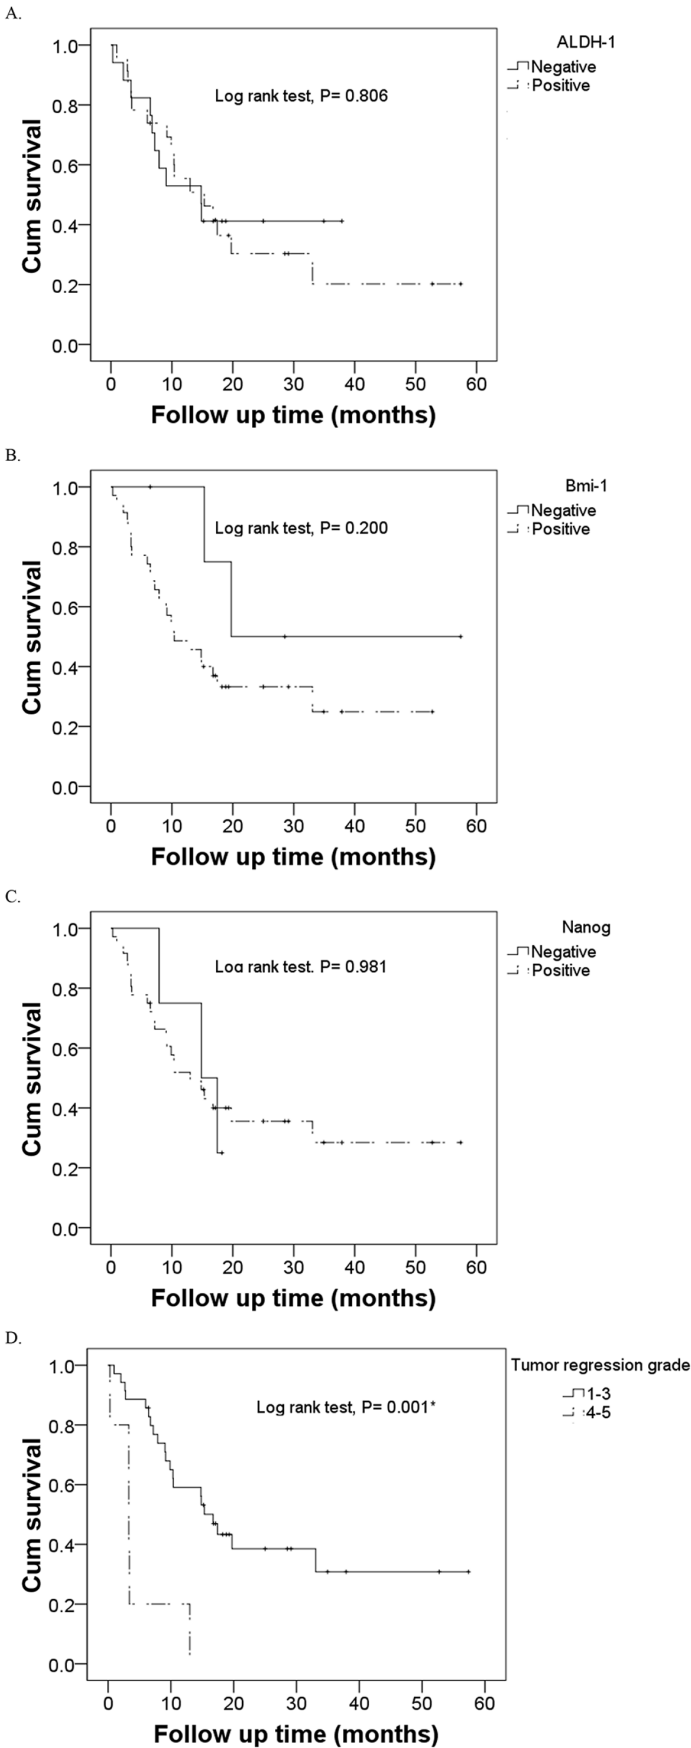 A.
ALDH-1
Negative
Positive
Log rank test, P= 0.806
Cum survival
1.0
0.8
0.6
0.4
0.2
0.0
0 10 20 30 40 50 60
Follow up time (months)
B.
Bmi-1
Negative
Positive
Log rank test, P= 0.200
Cum survival
1.0
0.8
0.6
0.4
0.2
0.0
0 10 20 30 40 50 60
Follow up time (months)
C.
Nanog
Negative
Positive
Log rank test, P= 0.981
Cum survival
1.0
0.8
0.6
0.4
0.2
0.0
0 10 20 30 40 50 60
Follow up time (months)
D.
Tumor regression grade
1-3
4-5
Log rank test, P= 0.001*
Cum survival
1.0
0.8
0.6
0.4
0.2
0.0
0 10 20 30 40 50 60
Follow up time (months)